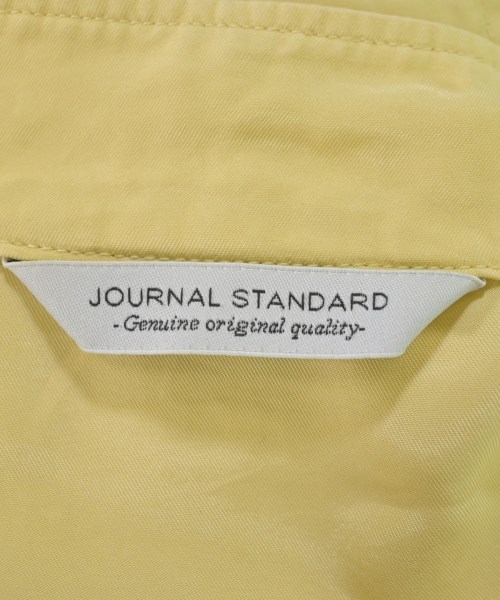 JOURNAL STANDARD
-Genuine original quality-